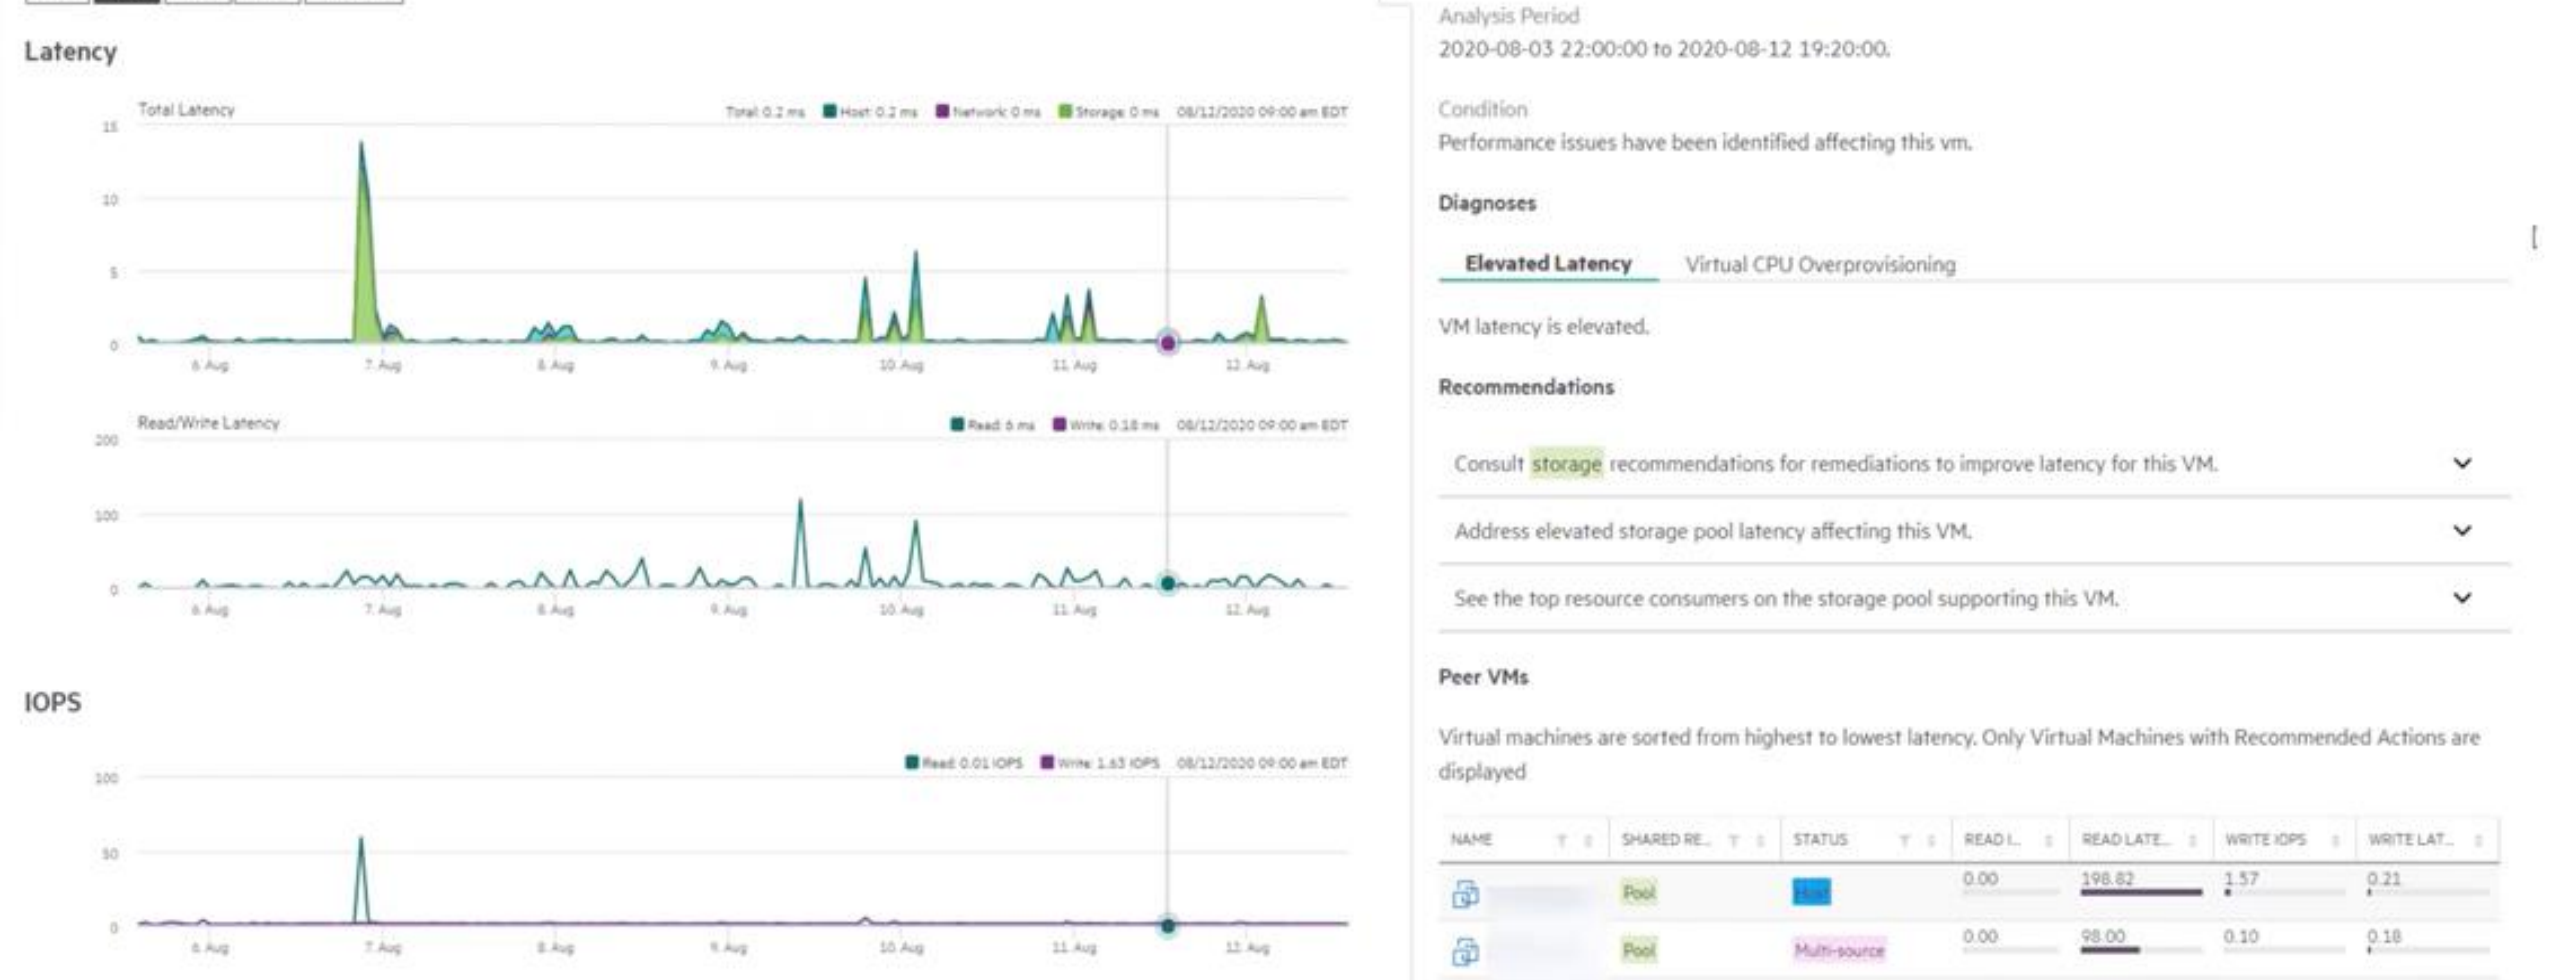 Latency
Total Latency
Total: 0.2 ms Host: 0.2 ms Network: 0 ms Storage: 0 ms 08/12/2020 09:00 am EDT
15
10
5
0
6. Aug 7. Aug 8. Aug 9. Aug 10. Aug 11. Aug 12. Aug
Read/Write Latency
Read: 6 ms Write: 0.18 ms 08/12/2020 09:00 am EDT
200
100
0
6. Aug 7. Aug 8. Aug 9. Aug 10. Aug 11. Aug 12. Aug
IOPS
Read: 0.01 IOPS Write: 1.63 IOPS 08/12/2020 09:00 am EDT
100
50
0
6. Aug 7. Aug 8. Aug 9. Aug 10. Aug 11. Aug 12. Aug
Analysis Period
2020-08-03 22:00:00 to 2020-08-12 19:20:00.
Condition
Performance issues have been identified affecting this vm.
Diagnoses
Elevated Latency Virtual CPU Overprovisioning
VM latency is elevated.
Recommendations
Consult storage recommendations for remediations to improve latency for this VM.
Address elevated storage pool latency affecting this VM.
See the top resource consumers on the storage pool supporting this VM.
Peer VMs
Virtual machines are sorted from highest to lowest latency. Only Virtual Machines with Recommended Actions are
displayed
NAME SHARED RE... STATUS READ I... READ LATE... WRITE IOPS WRITE LAT...
Pool Host 0.00 198.82 1.57 0.21
Pool Multi-source 0.00 98.00 0.10 0.18